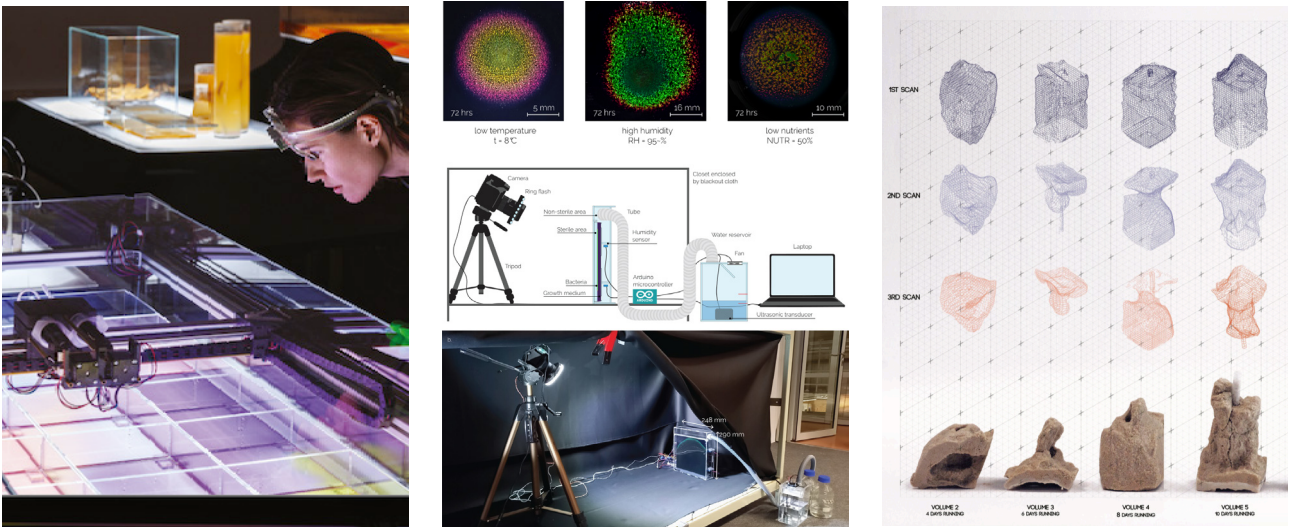 72 hrs
5 mm
72 hrs
16 mm
72 hrs
10 mm
low temperature
t = 8°C
high humidity
RH = 95-%
low nutrients
NUTR = 50%
Camera
Ring flash
Closet enclosed
by blackout cloth
Non-sterile area
Tube
Sterile area
Humidity
sensor
Water reservoir
Fan
Laptop
Tripod
Bacteria
Arduino
microcontroller
Growth medium
Ultrasonic transducer
248 mm
290 mm
1ST SCAN
2ND SCAN
3RD SCAN
VOLUME 2
4 DAYS RUNNING
VOLUME 3
6 DAYS RUNNING
VOLUME 4
8 DAYS RUNNING
VOLUME 5
10 DAYS RUNNING